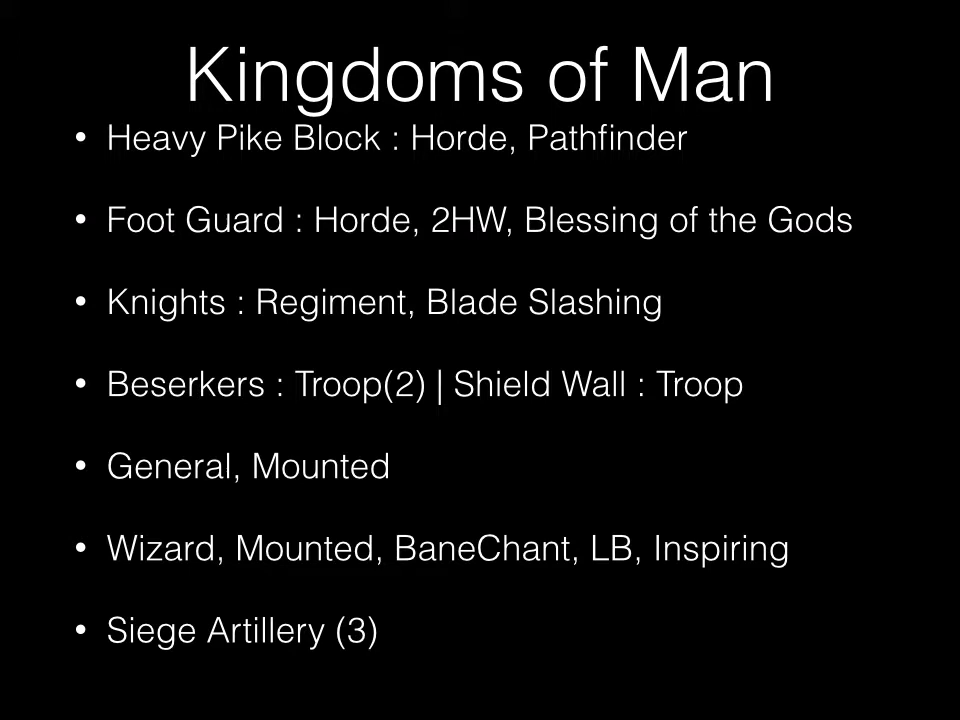 Kingdoms of Man
• Heavy Pike Block : Horde, Pathfinder
• Foot Guard : Horde, 2HW, Blessing of the Gods
• Knights : Regiment, Blade Slashing
• Beserkers : Troop(2) | Shield Wall : Troop
• General, Mounted
• Wizard, Mounted, BaneChant, LB, Inspiring
• Siege Artillery (3)